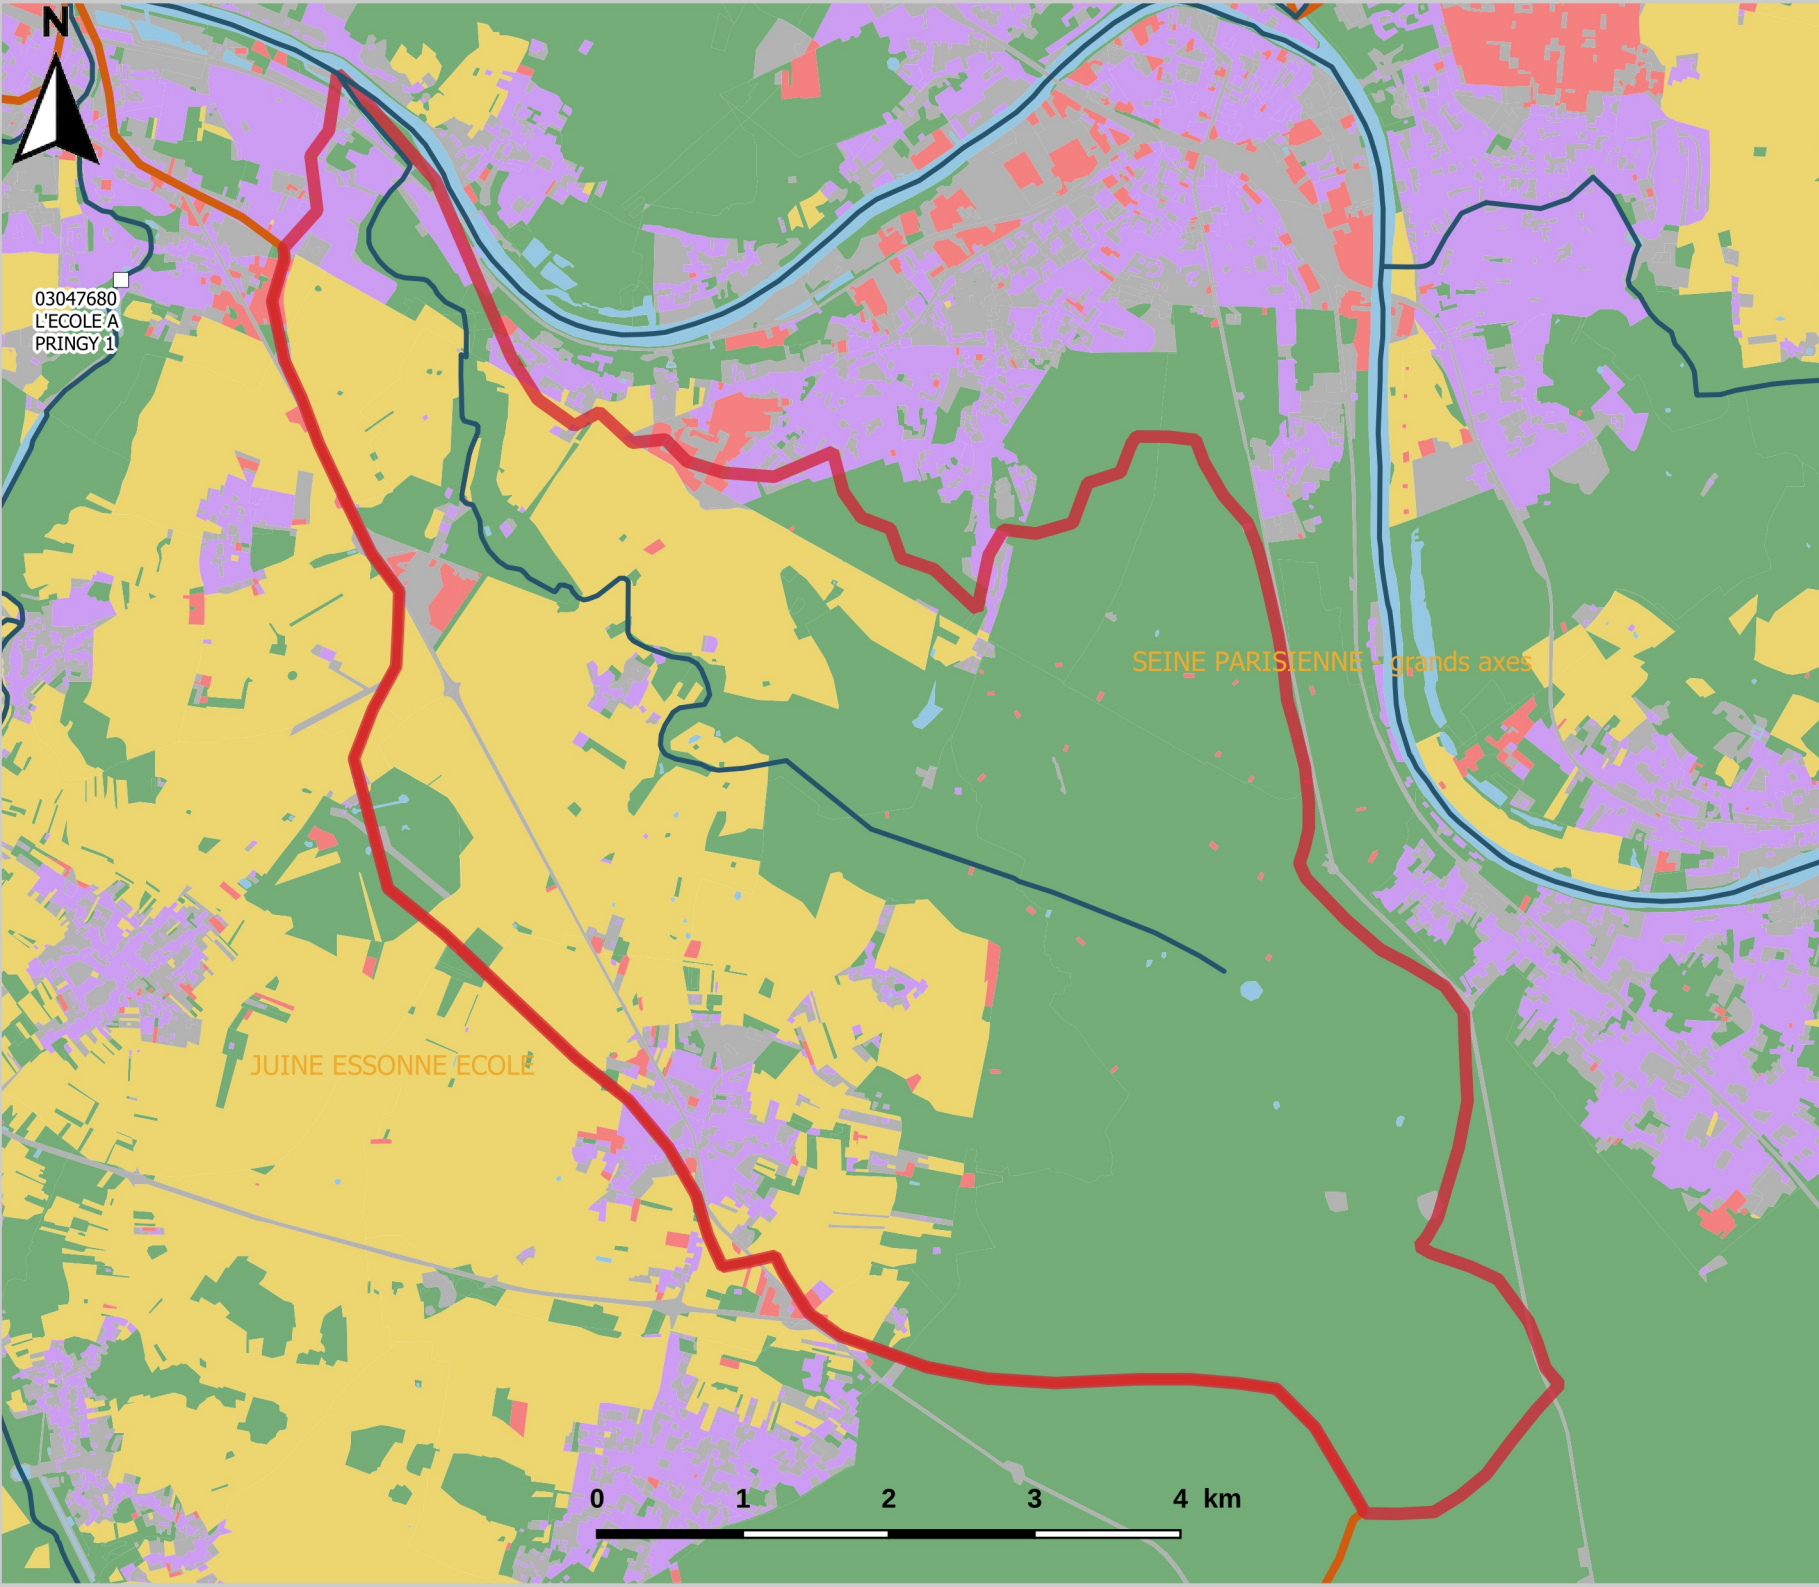 N
03047680
L'ECOLE A
PRINGY 1
SEINE PARISIENNE - grands axes
JUINE ESSONNE ECOLE
0 1 2 3 4 km